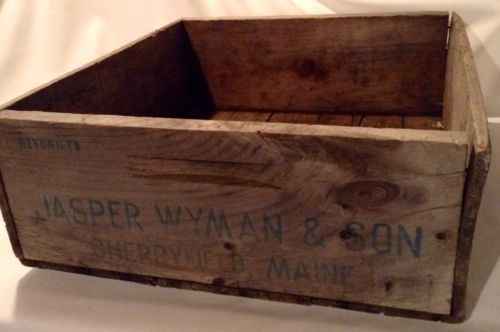 RETURN TO
JASPER WYMAN & SON
CHERRYFIELD, MAINE